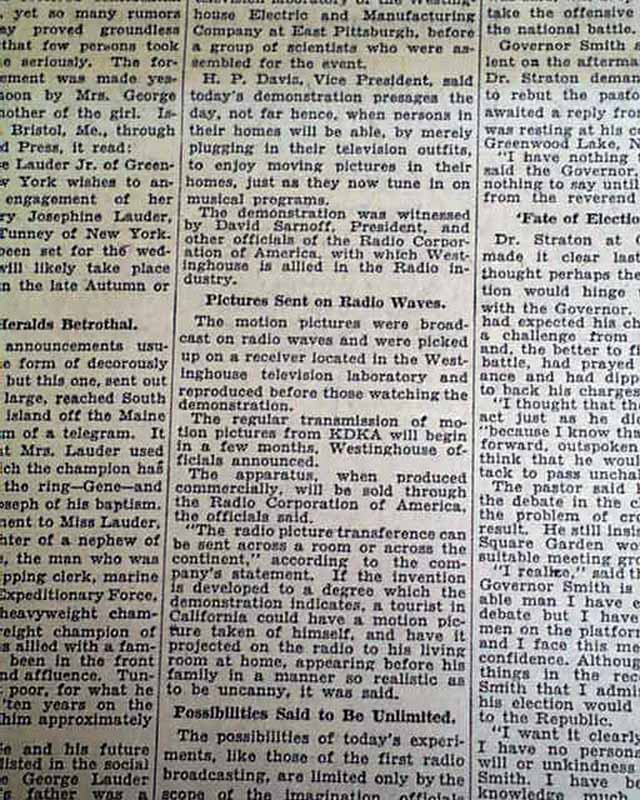 , yet so many rumors
ay proved groundless
that few persons took
e seriously. The for-
ement was made yes-
noon by Mrs. George
mother of the girl. Is-
Bristol, Me., through
d Press, it read:
e Lauder Jr. of Green-
w York wishes to an-
engagement of her
ry Josephine Lauder,
Tunney of New York.
been set for the wed-
will likely take place
in the late Autumn or
Heralds Betrothal.
announcements usu-
e form of decorously
but this one, sent out
large, reached South
island off the Maine
m of a telegram. It
at Mrs. Lauder used
ich the champion has
the ring—Gene—and
oseph of his baptism.
ment to Miss Lauder,
hter of a nephew of
e, the man who was
pping clerk, marine
Expeditionary Force,
heavyweight cham-
eight champion of
s allied with a fam-
been in the front
nd affluence. Tun-
poor, for what he
ten years on the
him approximately
e and his future
listed in the social
e George Lauder
's father was a
television laboratory of the Westing-
house Electric and Manufacturing
Company at East Pittsburgh, before
a group of scientists who were as-
sembled for the event.
H. P. Davis, Vice President, said
today's demonstration presages the
day, not far hence, when persons in
their homes will be able, by merely
plugging in their television outfits,
to enjoy moving pictures in their
homes, just as they now tune in on
musical programs.
The demonstration was witnessed
by David Sarnoff, President, and
other officials of the Radio Corpor-
ation of America, with which West-
inghouse is allied in the Radio in-
dustry.
Pictures Sent on Radio Waves.
The motion pictures were broad-
cast on radio waves and were picked
up on a receiver located in the West-
inghouse television laboratory and
reproduced before those watching the
demonstration.
The regular transmission of mo-
tion pictures from KDKA will begin
in a few months, Westinghouse of-
ficials announced.
The apparatus, when produced
commercially, will be sold through
the Radio Corporation of America,
the officials said.
"The radio picture transference can
be sent across a room or across the
continent," according to the com-
pany's statement. If the invention
is developed to a degree which the
demonstration indicates, a tourist in
California could have a motion pic-
ture taken of himself, and have it
projected on the radio to his living
room at home, appearing before his
family in a manner so realistic as
to be uncanny, it was said.
Possibilities Said to Be Unlimited.
The possibilities of today's experi-
ments, like those of the first radio
broadcasting, are limited only by the
scope of the imagination, officials
take the offensive
the national battle.
Governor Smith
lent on the afterma
Dr. Straton deman
to rebut the pasto
awaited a reply fro
was resting at his c
Greenwood Lake, N
"I have nothing
said the Governor,
nothing to say until
from the reverend
'Fate of Electio
Dr. Straton at G
made it clear last
thought perhaps the
tion would hinge
with the Governor.
had expected his ch
a challenge from
and, the better to fi
battle, had prayed
ance and had dipp
to back his charges
"I thought that the
act just as he di
"because I know tha
forward, outspoken
think that he woul
tack to pass unchal
The pastor said
the debate in the c
the problem of cr
result. He still insis
Square Garden wo
suitable meeting gro
"I realize," said t
Governor Smith is
able man I have
debate but I have
men on the platfor
and I face this me
confidence. Althou
things in the rec
Smith that I admi
his election would
to the Republic.
"I want it clearly
I have no person
will or unkindness
Smith. I have
knowledge much